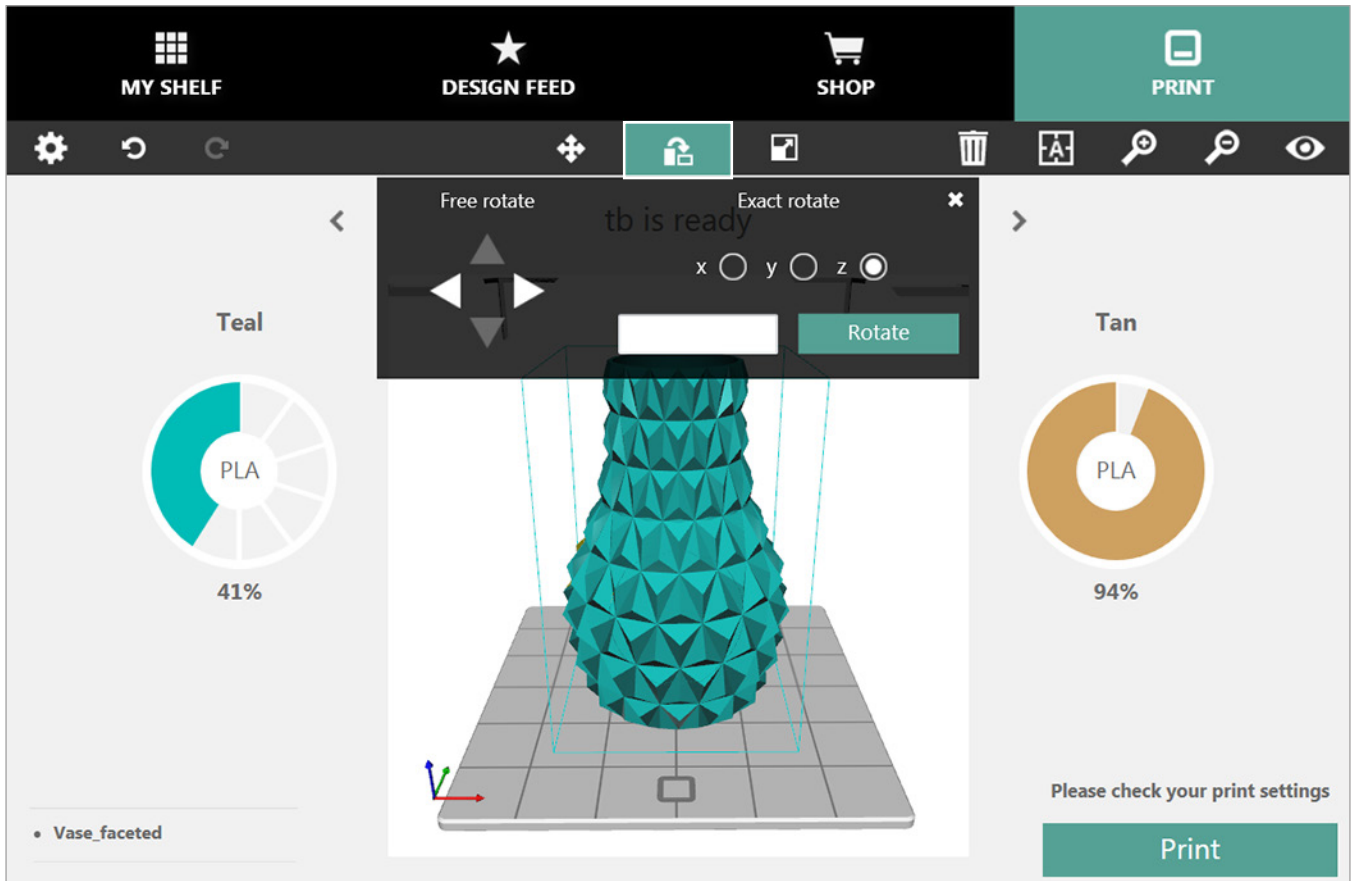 MY SHELF
DESIGN FEED
SHOP
PRINT
A
Free rotate
Exact rotate
tb is ready
x
y
z
Rotate
Teal
PLA
41%
Tan
PLA
94%
Please check your print settings
• Vase_faceted
Print